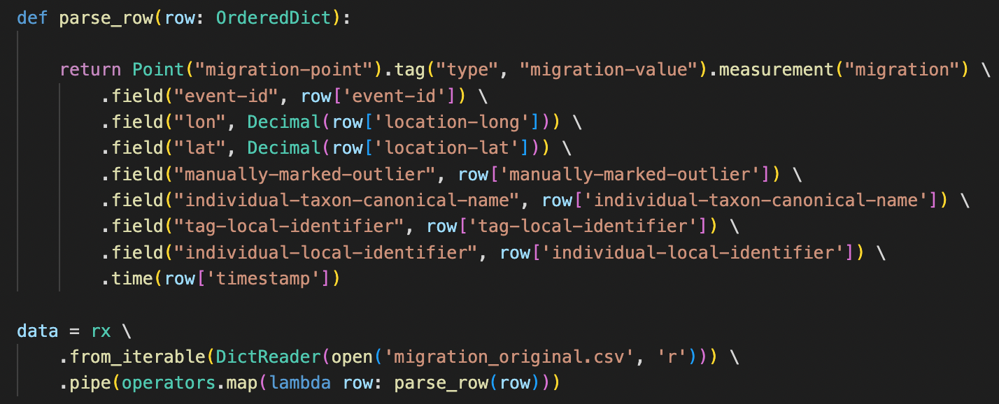 def parse_row(row: OrderedDict):
return Point("migration-point").tag("type", "migration-value").measurement("migration") \
.field("event-id", row['event-id']) \
.field("lon", Decimal(row['location-long'])) \
.field("lat", Decimal(row['location-lat'])) \
.field("manually-marked-outlier", row['manually-marked-outlier']) \
.field("individual-taxon-canonical-name", row['individual-taxon-canonical-name']) \
.field("tag-local-identifier", row['tag-local-identifier']) \
.field("individual-local-identifier", row['individual-local-identifier']) \
.time(row['timestamp'])
data = rx \
.from_iterable(DictReader(open('migration_original.csv', 'r'))) \
.pipe(operators.map(lambda row: parse_row(row)))